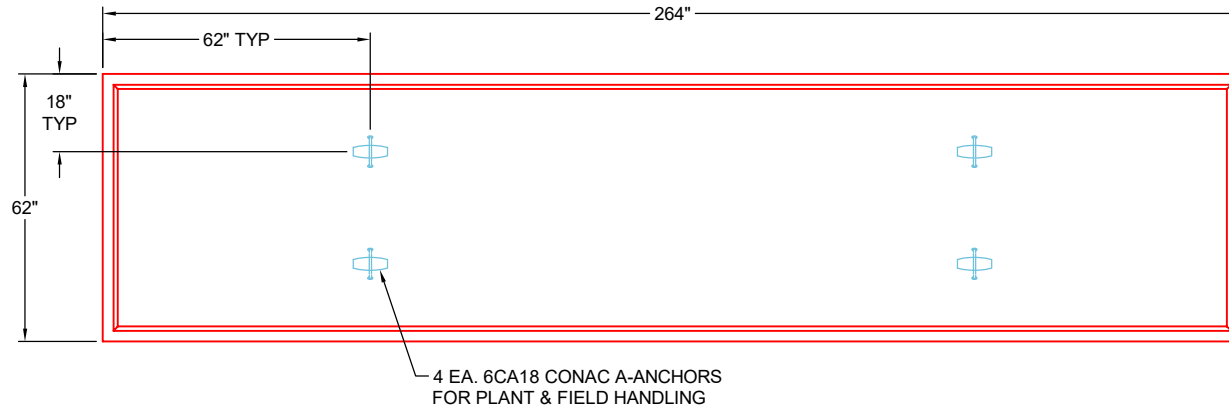 264"
62" TYP
18"
TYP
62"
4 EA. 6CA18 CONAC A-ANCHORS
FOR PLANT & FIELD HANDLING